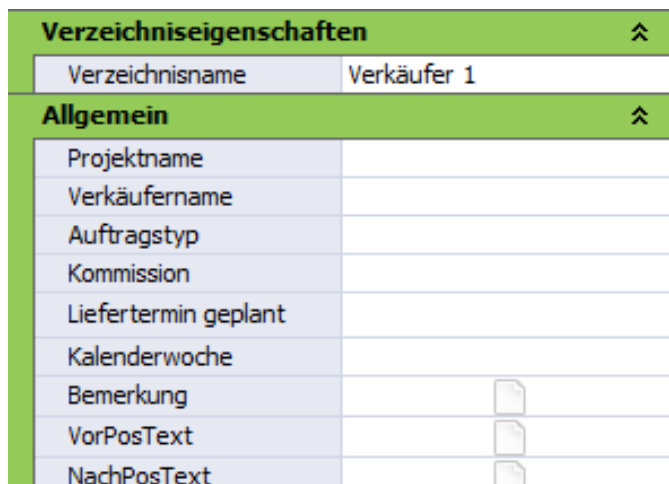 Verzeichniseigenschaften
Verzeichnisname Verkäufer 1
Allgemein
Projektname
Verkäufername
Auftragstyp
Kommission
Liefertermin geplant
Kalenderwoche
Bemerkung
VorPosText
NachPosText